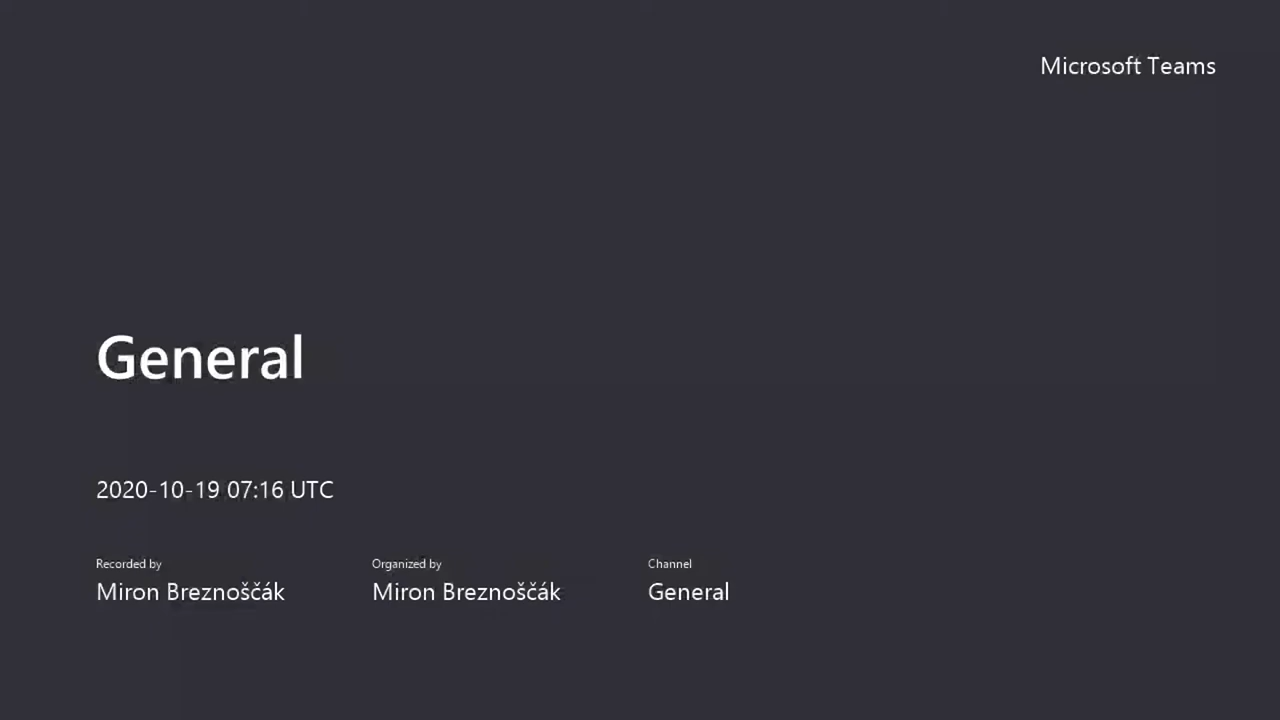 Microsoft Teams
General
2020-10-19 07:16 UTC
Recorded by
Miron Breznoščák
Organized by
Miron Breznoščák
Channel
General